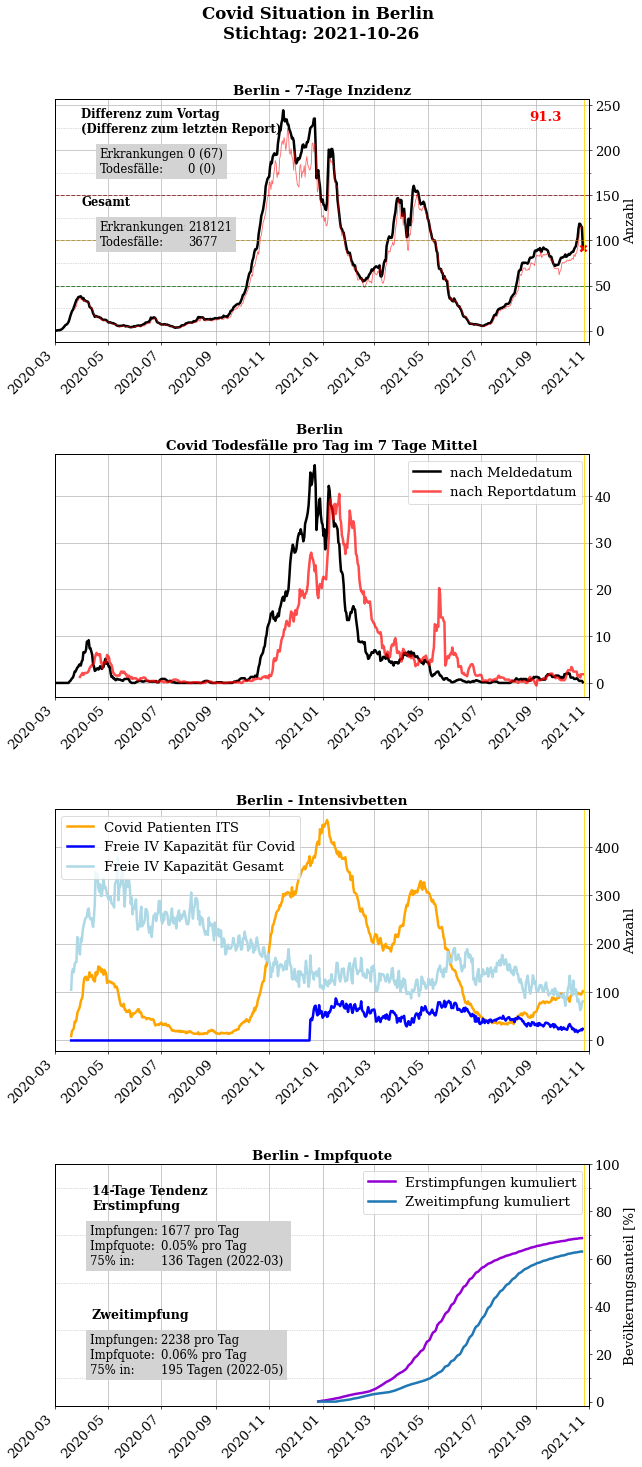 Covid Situation in Berlin
Stichtag: 2021-10-26
Berlin - 7-Tage Inzidenz
Differenz zum Vortag
(Differenz zum letzten Report)
Erkrankungen 0 (67)
Todesfälle: 0 (0)
Gesamt
Erkrankungen 218121
Todesfälle: 3677
91.3
250
200
150
100
50
0
Anzahl
2020-03
2020-05
2020-07
2020-09
2020-11
2021-01
2021-03
2021-05
2021-07
2021-09
2021-11
Berlin
Covid Todesfälle pro Tag im 7 Tage Mittel
nach Meldedatum
nach Reportdatum
40
30
20
10
0
2020-03
2020-05
2020-07
2020-09
2020-11
2021-01
2021-03
2021-05
2021-07
2021-09
2021-11
Berlin - Intensivbetten
Covid Patienten ITS
Freie IV Kapazität für Covid
Freie IV Kapazität Gesamt
400
300
200
100
0
Anzahl
2020-03
2020-05
2020-07
2020-09
2020-11
2021-01
2021-03
2021-05
2021-07
2021-09
2021-11
Berlin - Impfquote
14-Tage Tendenz
Erstimpfung
Impfungen: 1677 pro Tag
Impfquote: 0.05% pro Tag
75% in: 136 Tagen (2022-03)
Zweitimpfung
Impfungen: 2238 pro Tag
Impfquote: 0.06% pro Tag
75% in: 195 Tagen (2022-05)
Erstimpfungen kumuliert
Zweitimpfung kumuliert
100
80
60
40
20
0
Bevölkerungsanteil [%]
2020-03
2020-05
2020-07
2020-09
2020-11
2021-01
2021-03
2021-05
2021-07
2021-09
2021-11